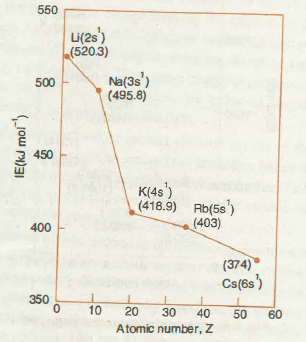 550
Li(2s¹)
(520.3)
500
Na(3s¹)
(495.8)
IE(kJ mol⁻¹)
450
K(4s¹)
(418.9)
Rb(5s¹)
(403)
400
(374)
Cs(6s¹)
350
0 10 20 30 40 50 60
Atomic number, Z